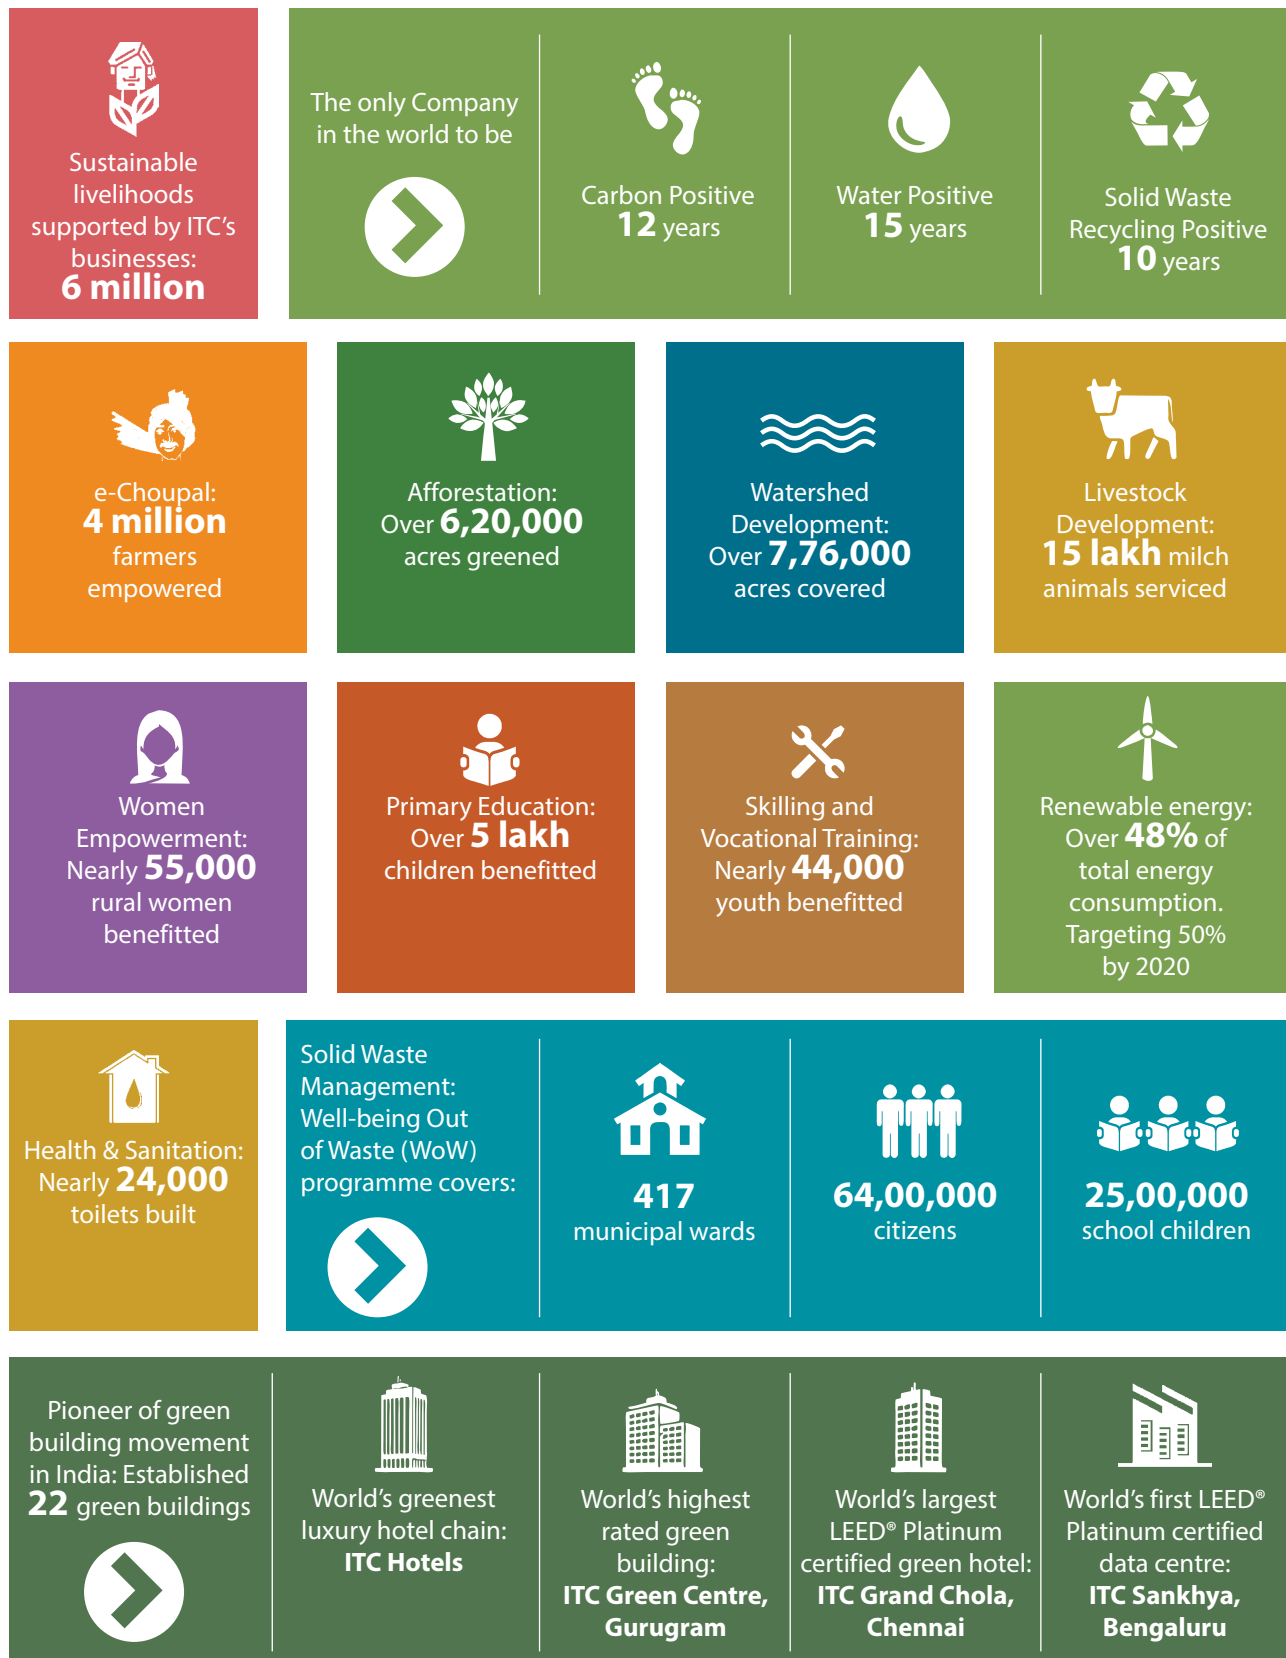 Sustainable
livelihoods
supported by ITC’s
businesses:
6 million
The only Company
in the world to be
Carbon Positive
12 years
Water Positive
15 years
Solid Waste
Recycling Positive
10 years
e-Choupal:
4 million
farmers
empowered
Afforestation:
Over 6,20,000
acres greened
Watershed
Development:
Over 7,76,000
acres covered
Livestock
Development:
15 lakh milch
animals serviced
Women
Empowerment:
Nearly 55,000
rural women
benefitted
Primary Education:
Over 5 lakh
children benefitted
Skilling and
Vocational Training:
Nearly 44,000
youth benefitted
Renewable energy:
Over 48% of
total energy
consumption.
Targeting 50%
by 2020
Health & Sanitation:
Nearly 24,000
toilets built
Solid Waste
Management:
Well-being Out
of Waste (WoW)
programme covers:
417
municipal wards
64,00,000
citizens
25,00,000
school children
Pioneer of green
building movement
in India: Established
22 green buildings
World’s greenest
luxury hotel chain:
ITC Hotels
World’s highest
rated green
building:
ITC Green Centre,
Gurugram
World’s largest
LEED® Platinum
certified green hotel:
ITC Grand Chola,
Chennai
World’s first LEED®
Platinum certified
data centre:
ITC Sankhya,
Bengaluru